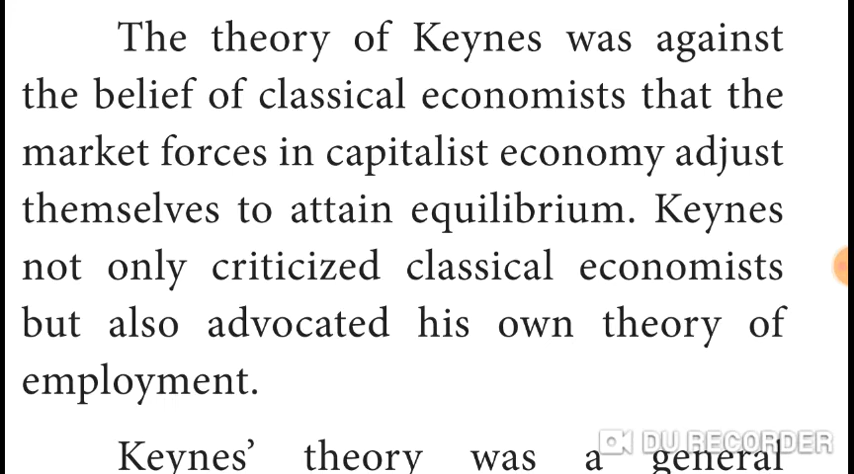 The theory of Keynes was against
the belief of classical economists that the
market forces in capitalist economy adjust
themselves to attain equilibrium. Keynes
not only criticized classical economists
but also advocated his own theory of
employment.
Keynes’ theory was a general
DU RECORDER